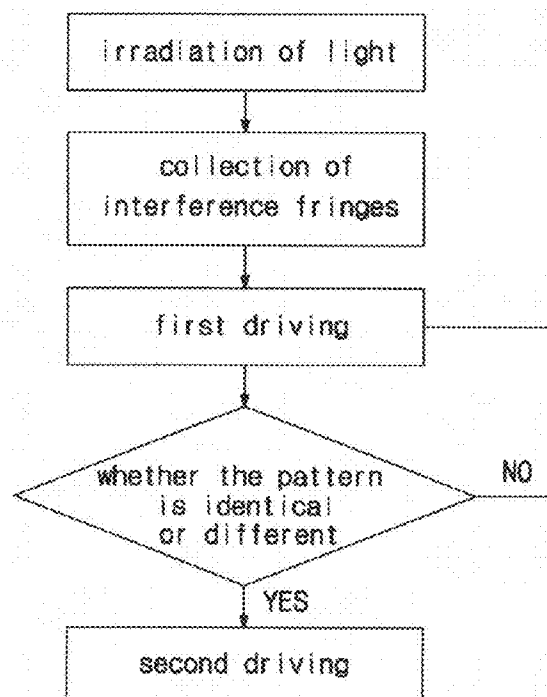 irradiation of light
collection of
interference fringes
first driving
whether the pattern
is identical
or different
NO
YES
second driving